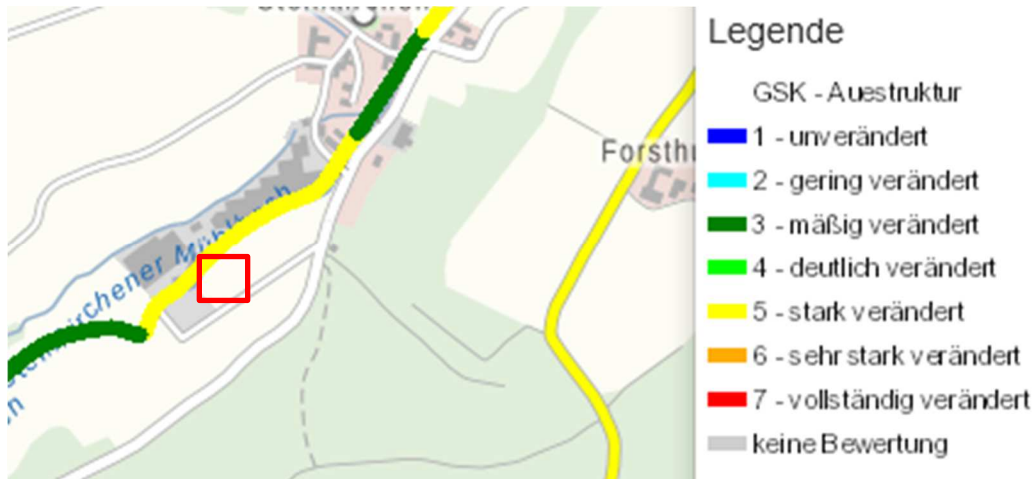 Legende
GSK - Auestruktur
1 - unverändert
2 - gering verändert
3 - mäßig verändert
4 - deutlich verändert
5 - stark verändert
6 - sehr stark verändert
7 - vollständig verändert
keine Bewertung